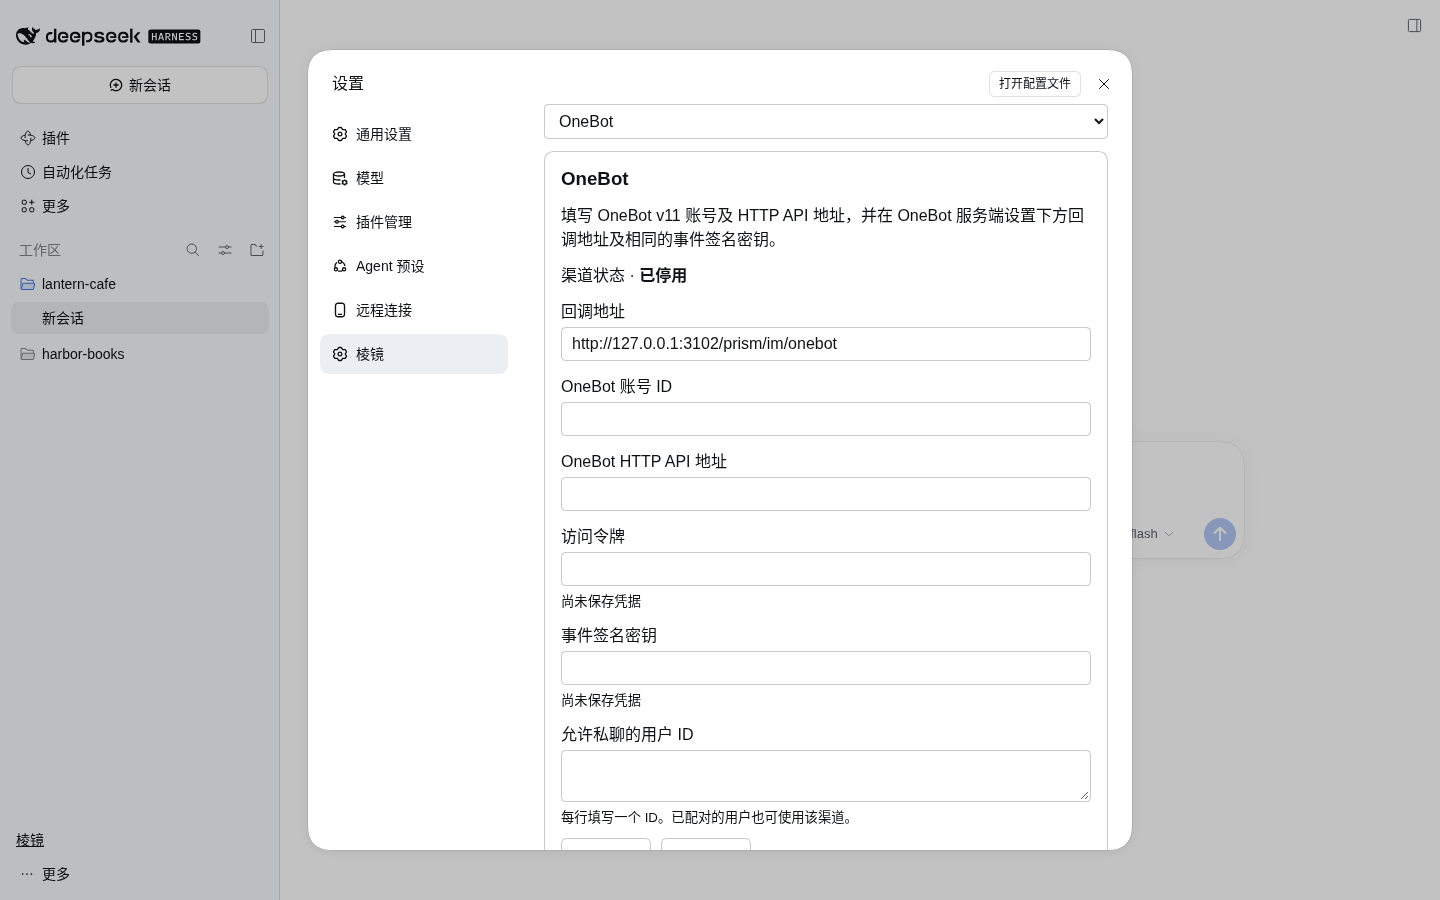 deepseek HARNESS
新会话
插件
自动化任务
更多
工作区
lantern-cafe
新会话
harbor-books
棱镜
更多
设置
打开配置文件
通用设置
模型
插件管理
Agent 预设
远程连接
棱镜
OneBot
OneBot
填写 OneBot v11 账号及 HTTP API 地址，并在 OneBot 服务端设置下方回
调地址及相同的事件签名密钥。
渠道状态 · 已停用
回调地址
http://127.0.0.1:3102/prism/im/onebot
OneBot 账号 ID
OneBot HTTP API 地址
访问令牌
尚未保存凭据
事件签名密钥
尚未保存凭据
允许私聊的用户 ID
每行填写一个 ID。已配对的用户也可使用该渠道。
flash